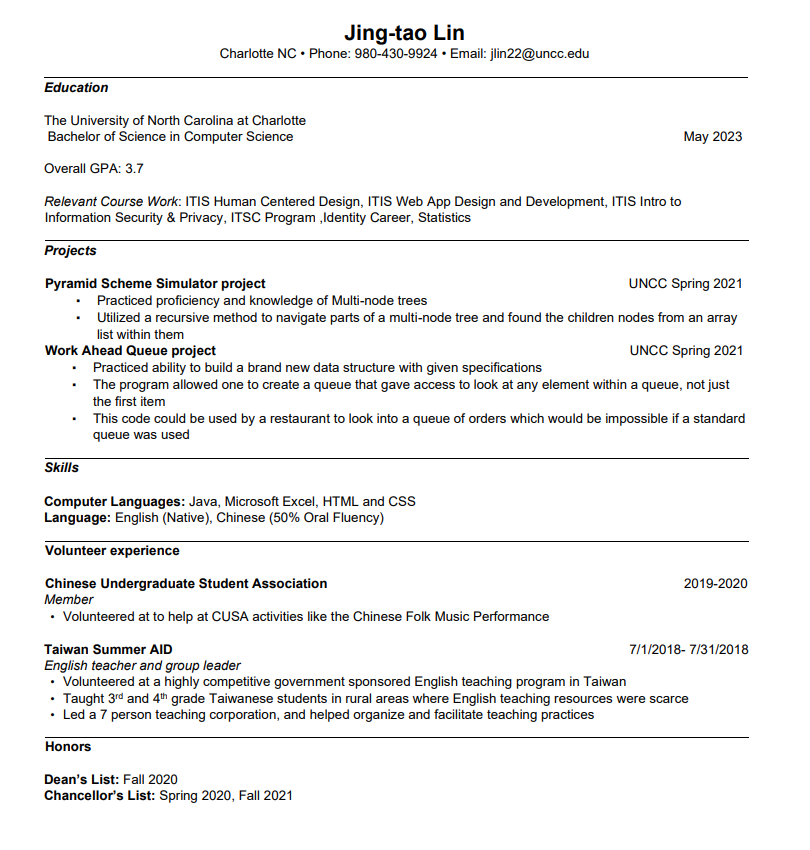 Jing-tao Lin
Charlotte NC • Phone: 980-430-9924 • Email: jlin22@uncc.edu
Education
The University of North Carolina at Charlotte
Bachelor of Science in Computer Science May 2023
Overall GPA: 3.7
Relevant Course Work: ITIS Human Centered Design, ITIS Web App Design and Development, ITIS Intro to
Information Security & Privacy, ITSC Program ,Identity Career, Statistics
Projects
Pyramid Scheme Simulator project UNCC Spring 2021
▪ Practiced proficiency and knowledge of Multi-node trees
▪ Utilized a recursive method to navigate parts of a multi-node tree and found the children nodes from an array
list within them
Work Ahead Queue project UNCC Spring 2021
▪ Practiced ability to build a brand new data structure with given specifications
▪ The program allowed one to create a queue that gave access to look at any element within a queue, not just
the first item
▪ This code could be used by a restaurant to look into a queue of orders which would be impossible if a standard
queue was used
Skills
Computer Languages: Java, Microsoft Excel, HTML and CSS
Language: English (Native), Chinese (50% Oral Fluency)
Volunteer experience
Chinese Undergraduate Student Association 2019-2020
Member
• Volunteered at to help at CUSA activities like the Chinese Folk Music Performance
Taiwan Summer AID 7/1/2018- 7/31/2018
English teacher and group leader
• Volunteered at a highly competitive government sponsored English teaching program in Taiwan
• Taught 3rd and 4th grade Taiwanese students in rural areas where English teaching resources were scarce
• Led a 7 person teaching corporation, and helped organize and facilitate teaching practices
Honors
Dean's List: Fall 2020
Chancellor's List: Spring 2020, Fall 2021